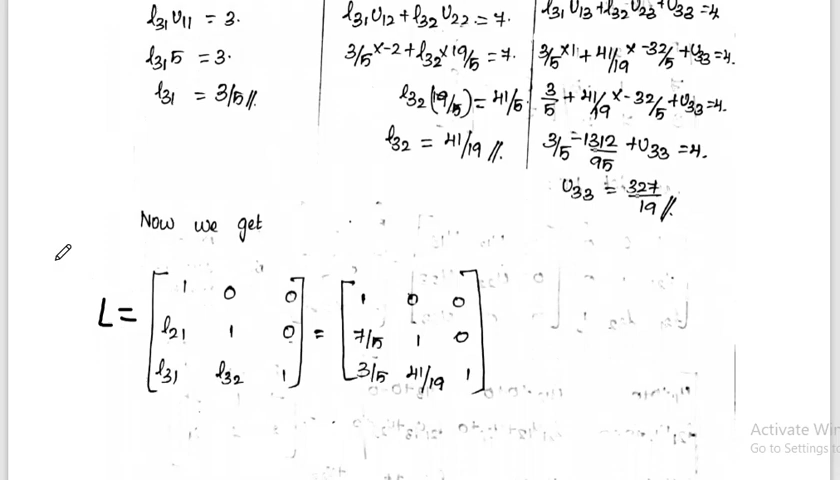 l31 U11 = 3.
l31 5 = 3.
l31 = 3/5 //.
l31 U12 + l32 U22 = 7.
3/5 x -2 + l32 x 19/5 = 7.
l32 (19/5) = 41/5.
l32 = 41/19 //.
l31 U13 + l32 U23 + U33 = 4
3/5 x 1 + 41/19 x -32/5 + U33 = 4.
3/5 + 41/19 x -32/5 + U33 = 4.
3/5 - 1312/95 + U33 = 4.
U33 = 327/19 //.
Now we get
L = [1 0 0 = [1 0 0
l21 1 0 7/5 1 0
l31 l32 1] 3/5 41/19 1]
Activate Win
Go to Settings to